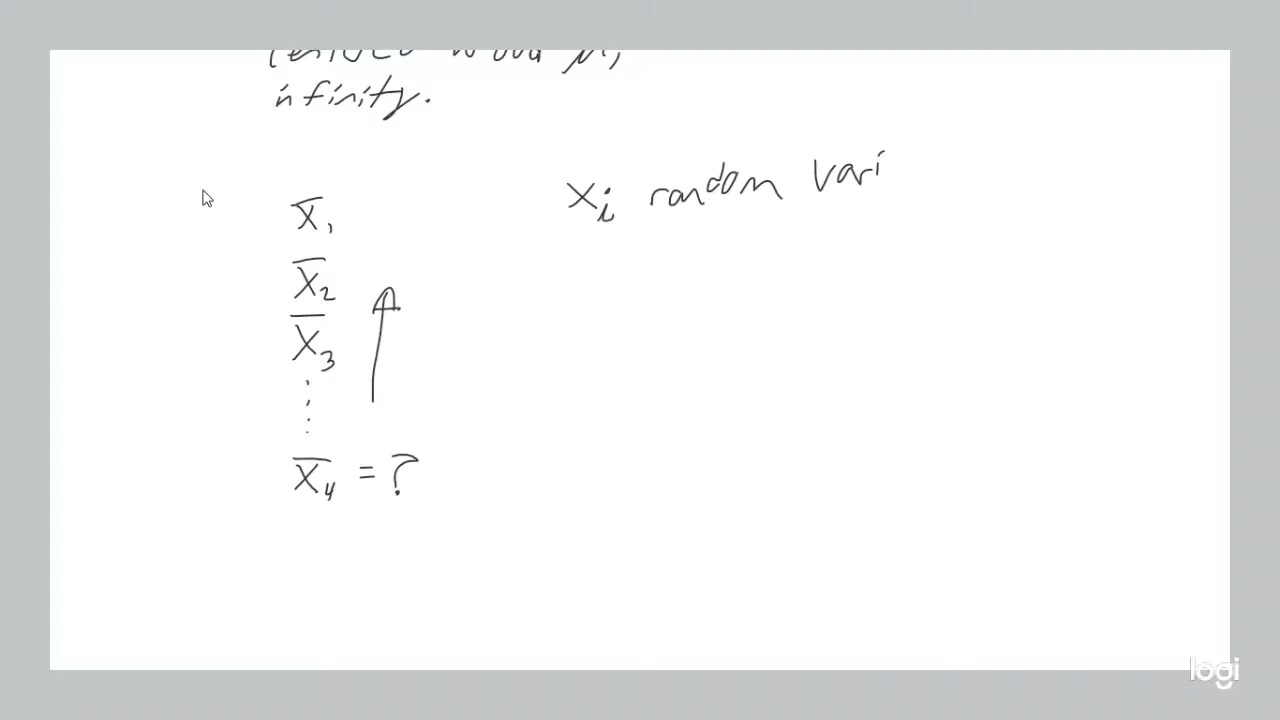 infinity.
Xᵢ random vari
X̅₁
X̅₂
X̅₃
⋮
X̅₄ = ?
logi